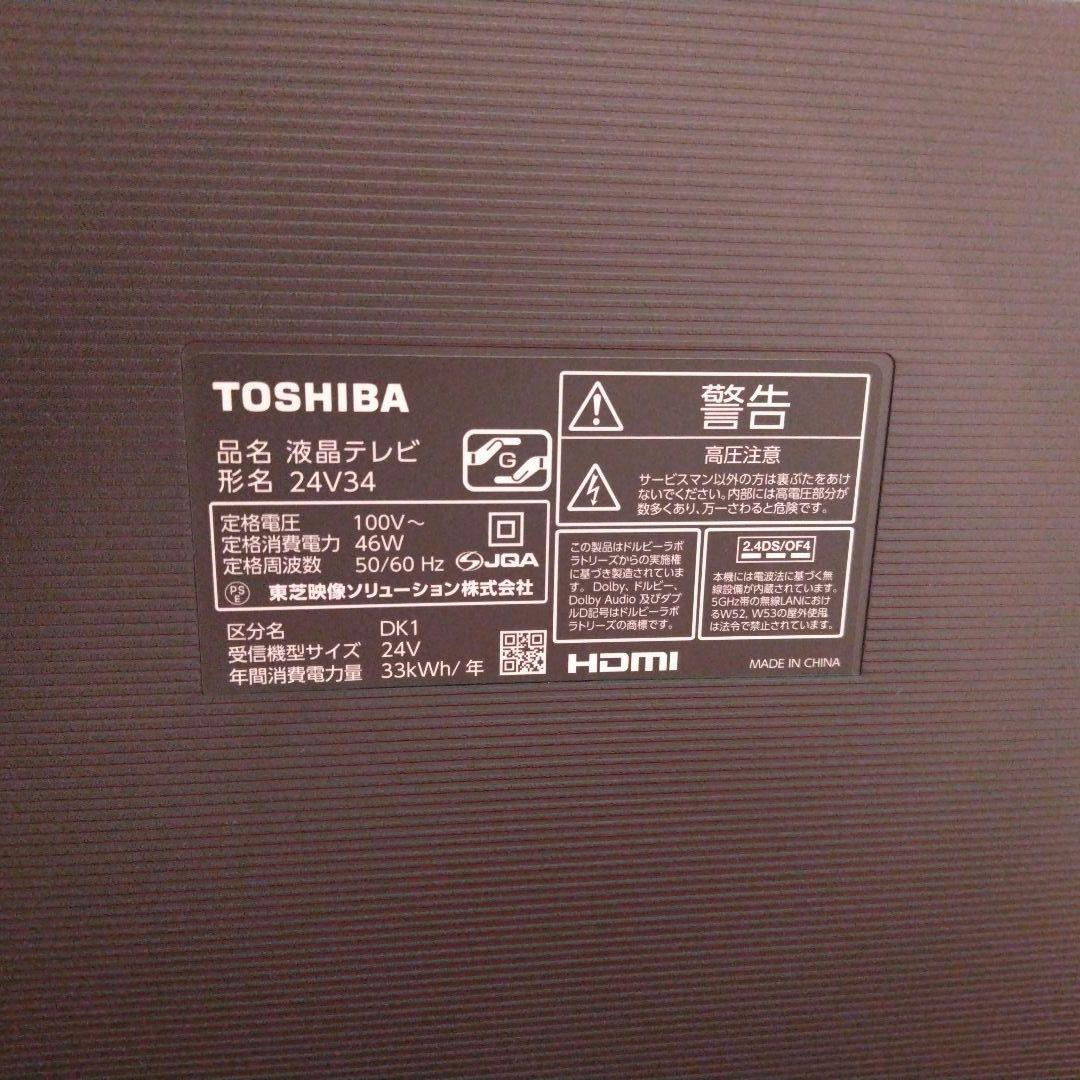 TOSHIBA
品名 液晶テレビ
形名 24V34
G
定格電圧 100V～
定格消費電力 46W
定格周波数 50/60 Hz
JQA
PS
E
東芝映像ソリューション株式会社
区分名 DK1
受信機型サイズ 24V
年間消費電力量 33kWh/年
警告
高圧注意
サービスマン以外の方は裏ぶたをあけ
ないでください。内部には高電圧部分が
数多くあり、万一さわると危険です。
この製品はドルビーラボ
ラトリーズからの実施権
に基づき製造されていま
す。Dolby、ドルビー、
Dolby Audio 及びダブ
ルD記号はドルビーラボ
ラトリーズの商標です。
2.4DS/OF4
本機には電波法に基づく無
線設備が内蔵されています。
5GHz帯の無線LANにおけ
るW52, W53の屋外使用
は法令で禁止されています。
HDMI
MADE IN CHINA